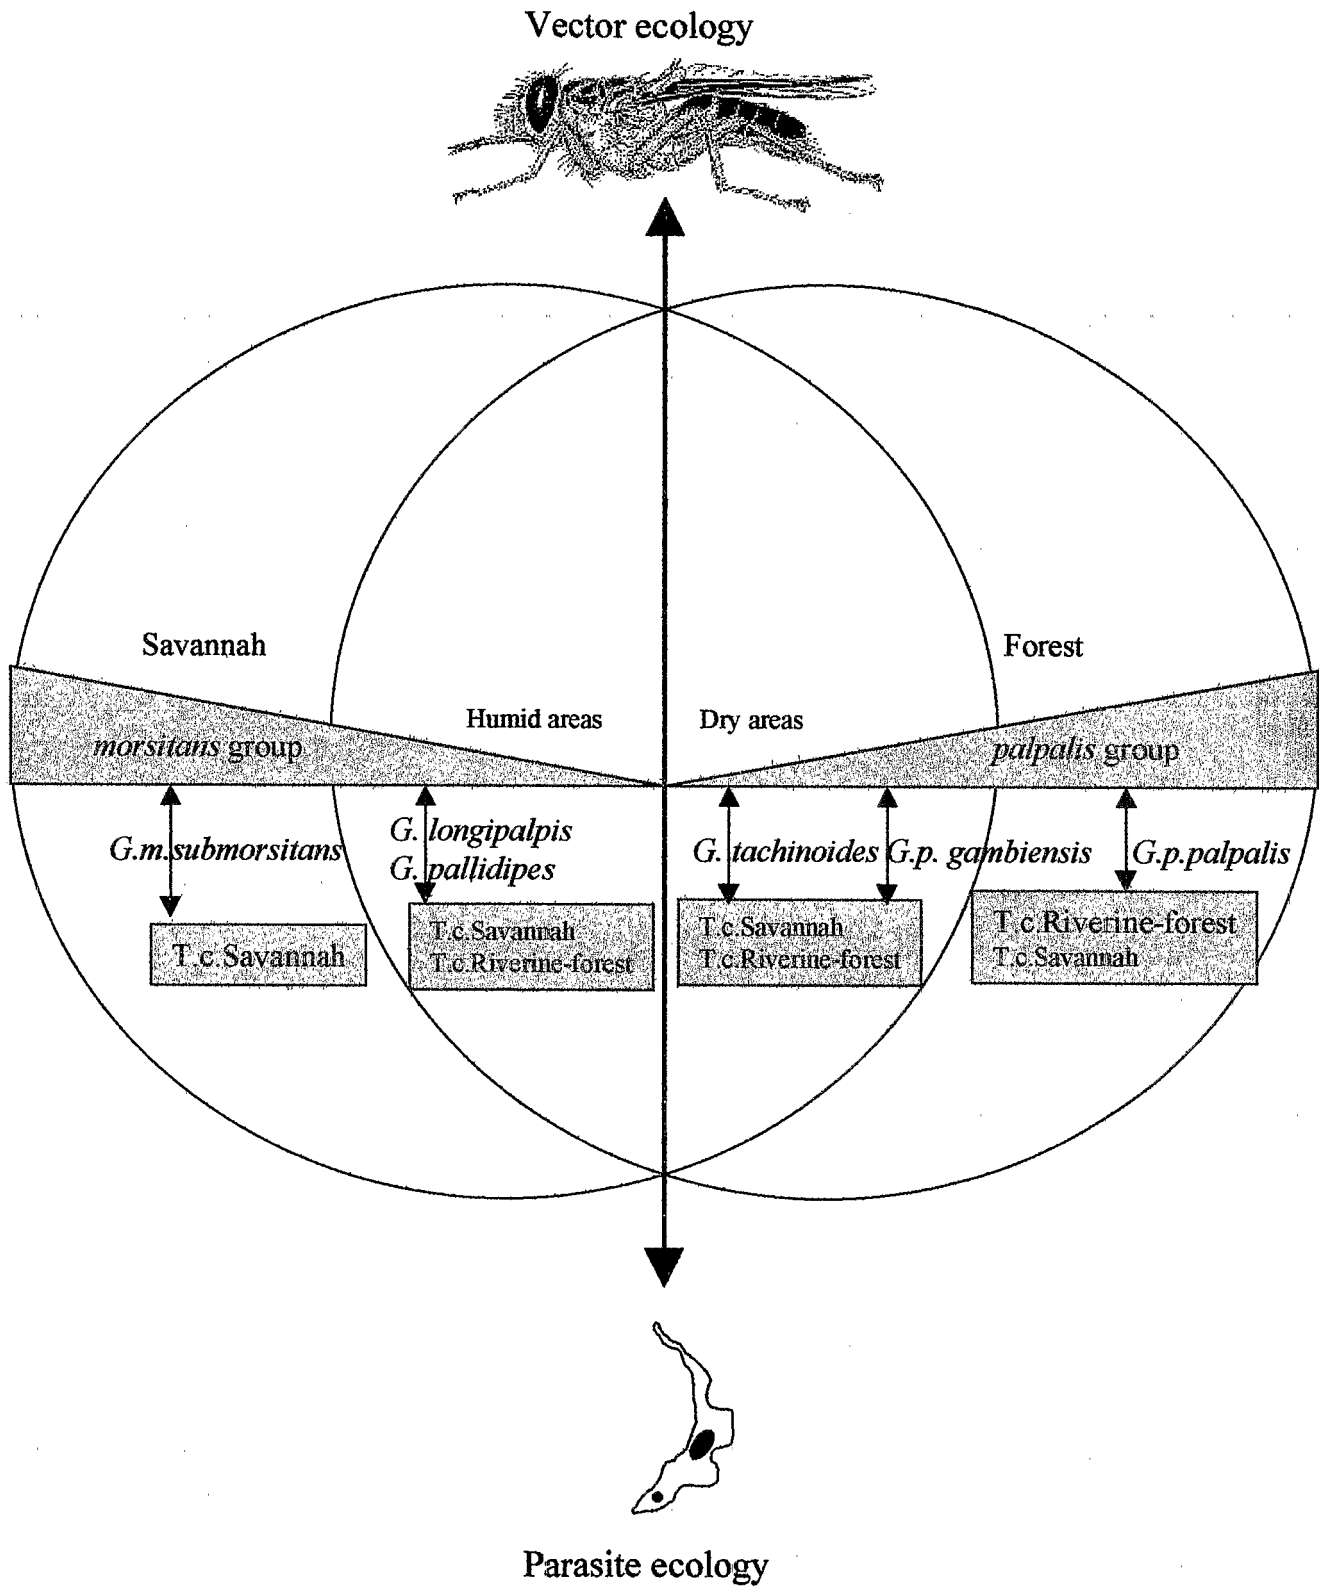 Vector ecology
Savannah
Forest
Humid areas
Dry areas
morsitans group
palpalis group
G.m.submorsitans
G. longipalpis
G. pallidipes
G. tachinoides
G.p. gambiensis
G.p.palpalis
T.c.Savannah
T.c.Savannah
T.c.Riverine-forest
T.c.Savannah
T.c.Riverine-forest
T.c.Riverine-forest
T.c.Savannah
Parasite ecology